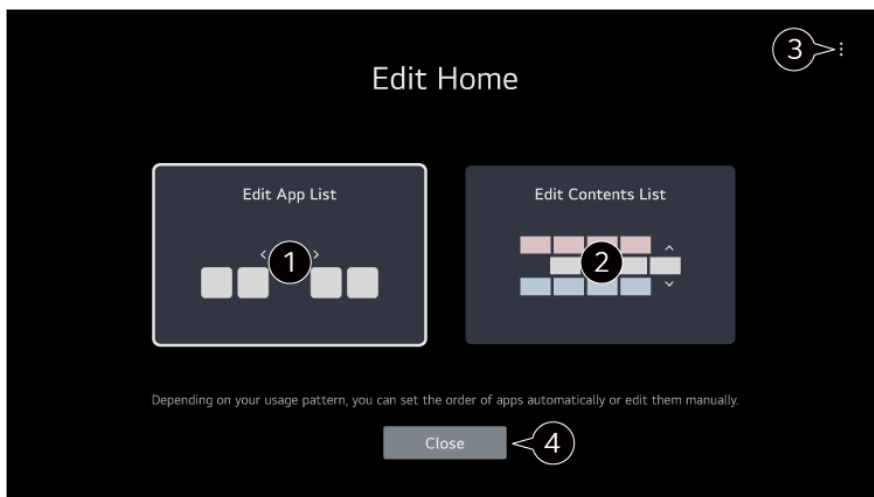 3
Edit Home
Edit App List
Edit Contents List
1
2
Depending on your usage pattern, you can set the order of apps automatically or edit them manually.
Close
4